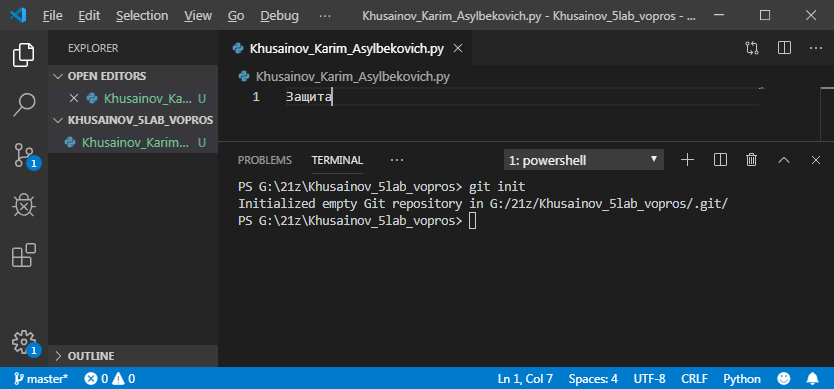 File Edit Selection View Go Debug ··· Khusainov_Karim_Asylbekovich.py - Khusainov_5lab_vopros - ...
EXPLORER
OPEN EDITORS
Khusainov_Ka... U
KHUSAINOV_5LAB_VOPROS
Khusainov_Karim... U
OUTLINE
Khusainov_Karim_Asylbekovich.py
Khusainov_Karim_Asylbekovich.py
1 Защита
PROBLEMS TERMINAL ··· 1: powershell
PS G:\21z\Khusainov_5lab_vopros> git init
Initialized empty Git repository in G:/21z/Khusainov_5lab_vopros/.git/
PS G:\21z\Khusainov_5lab_vopros>
1
1
master* 0 0 Ln 1, Col 7 Spaces: 4 UTF-8 CRLF Python